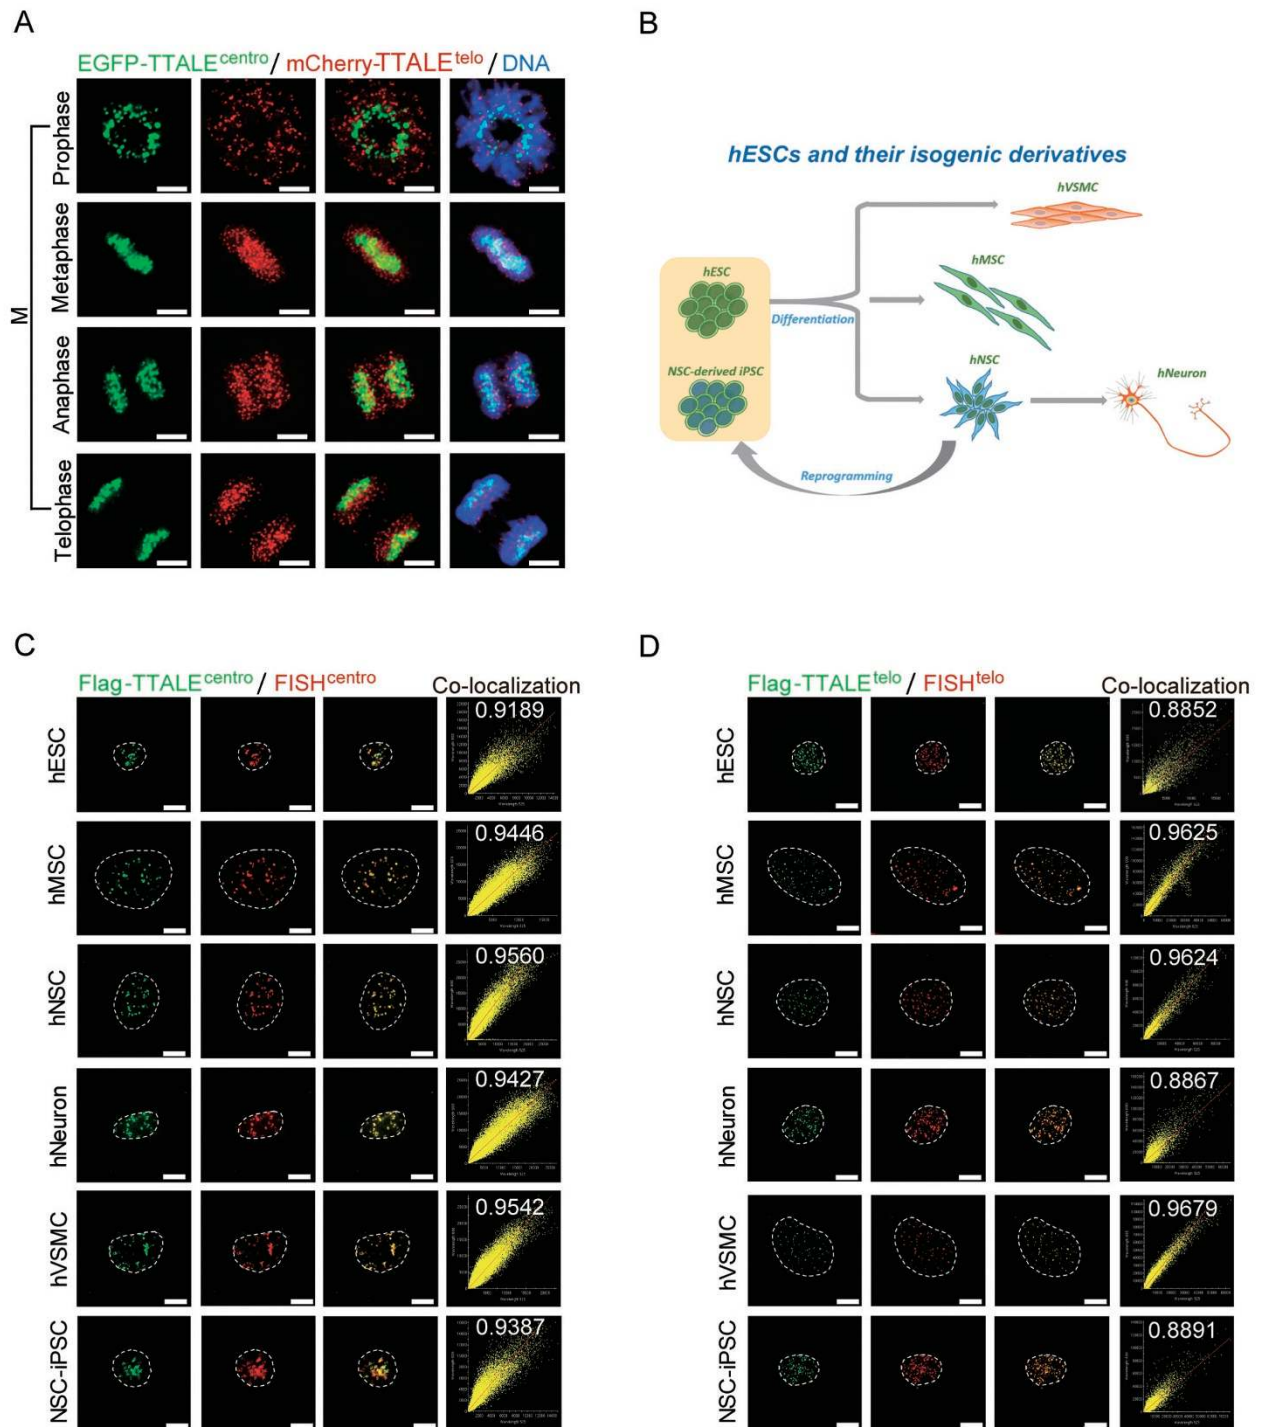 A
EGFP-TTALEcentro / mCherry-TTALEtelo / DNA
M
Prophase
Metaphase
Anaphase
Telophase
B
hESCs and their isogenic derivatives
hVSMC
hESC
hMSC
Differentiation
NSC-derived iPSC
hNSC
hNeuron
Reprogramming
C
Flag-TTALEcentro / FISHcentro Co-localization
hESC 0.9189
hMSC 0.9446
hNSC 0.9560
hNeuron 0.9427
hVSMC 0.9542
NSC-iPSC 0.9387
D
Flag-TTALEtelo / FISHtelo Co-localization
hESC 0.8852
hMSC 0.9625
hNSC 0.9624
hNeuron 0.8867
hVSMC 0.9679
NSC-iPSC 0.8891